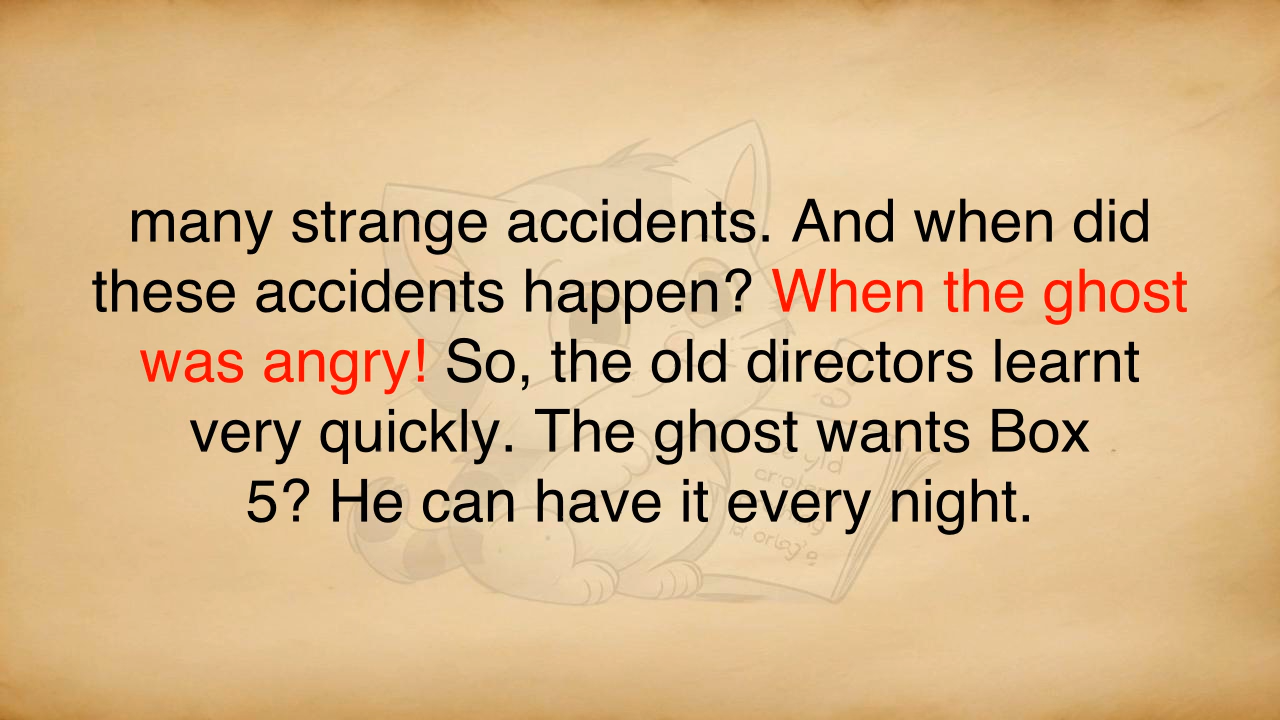 many strange accidents. And when did
these accidents happen? When the ghost
was angry! So, the old directors learnt
very quickly. The ghost wants Box
5? He can have it every night.